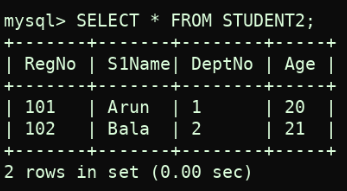 mysql> SELECT * FROM STUDENT2;
+-------+--------+--------+-----+
| RegNo | S1Name| DeptNo | Age |
+-------+--------+--------+-----+
| 101   | Arun  | 1      | 20  |
| 102   | Bala  | 2      | 21  |
+-------+--------+--------+-----+
2 rows in set (0.00 sec)